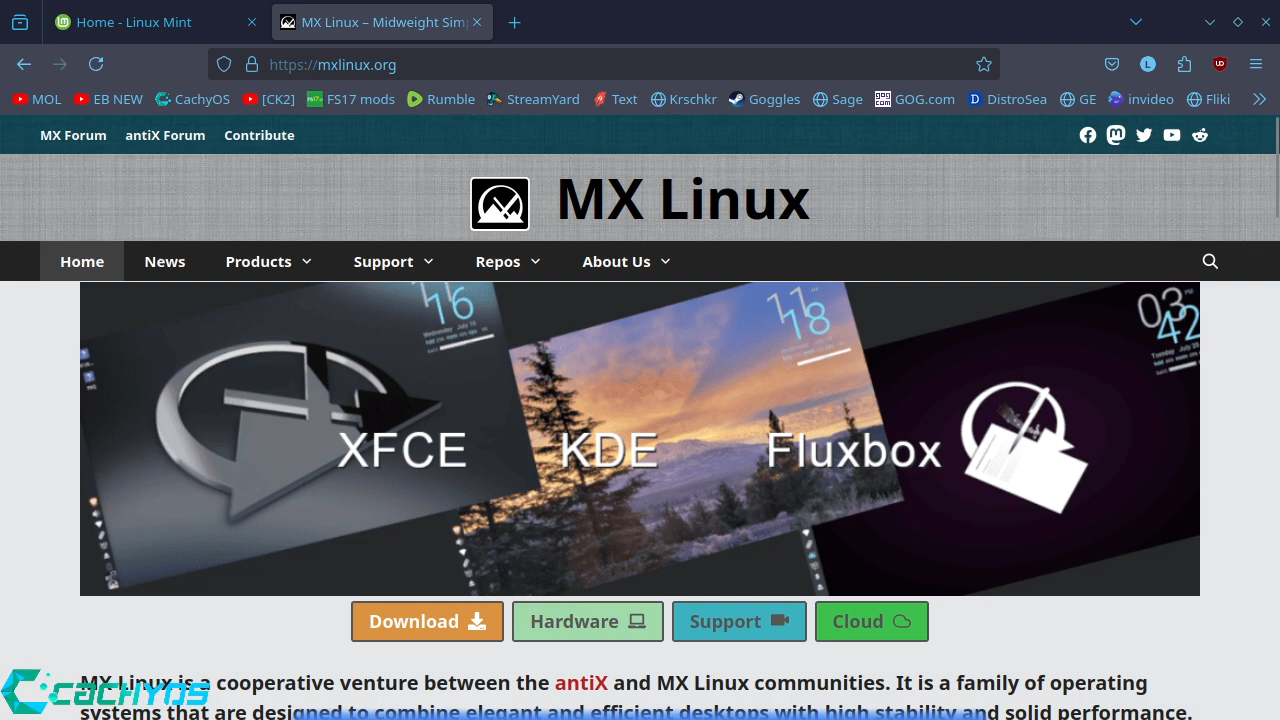 Home - Linux Mint
MX Linux – Midweight Sim
https://mxlinux.org
L
MOL
EB NEW
CachyOS
[CK2]
FS17 mods
Rumble
StreamYard
Text
Krschkr
Goggles
Sage
GOG.com
DistroSea
GE
invideo
Fliki
MX Forum
antiX Forum
Contribute
MX Linux
Home
News
Products
Support
Repos
About Us
11
16
11
18
03
42
XFCE
KDE
Fluxbox
Download
Hardware
Support
Cloud
MX Linux is a cooperative venture between the antiX and MX Linux communities. It is a family of operating
systems that are designed to combine elegant and efficient desktops with high stability and solid performance.
CACHYOS